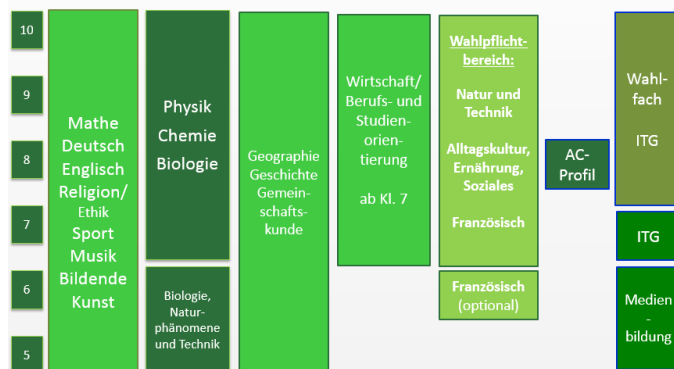 10
9
8
7
6
5
Mathe
Deutsch
Englisch
Religion/
Ethik
Sport
Musik
Bildende
Kunst
Physik
Chemie
Biologie
Biologie,
Natur-
phänomene
und Technik
Geographie
Geschichte
Gemein-
schafts-
kunde
Wirtschaft/
Berufs- und
Studien-
orien-
tierung
ab Kl. 7
Wahlpflicht-
bereich:
Natur und
Technik
Alltagskultur,
Ernährung,
Soziales
Französisch
Französisch
(optional)
AC-
Profil
Wahl-
fach
ITG
ITG
Medien
-
bildung